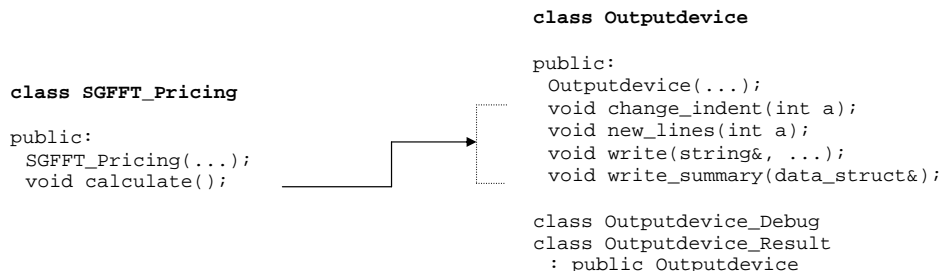 class SGFFT_Pricing
public:
SGFFT_Pricing(...);
void calculate();
class Outputdevice
public:
Outputdevice(...);
void change_indent(int a);
void new_lines(int a);
void write(string&, ...);
void write_summary(data_struct&);
class Outputdevice_Debug
class Outputdevice_Result
: public Outputdevice